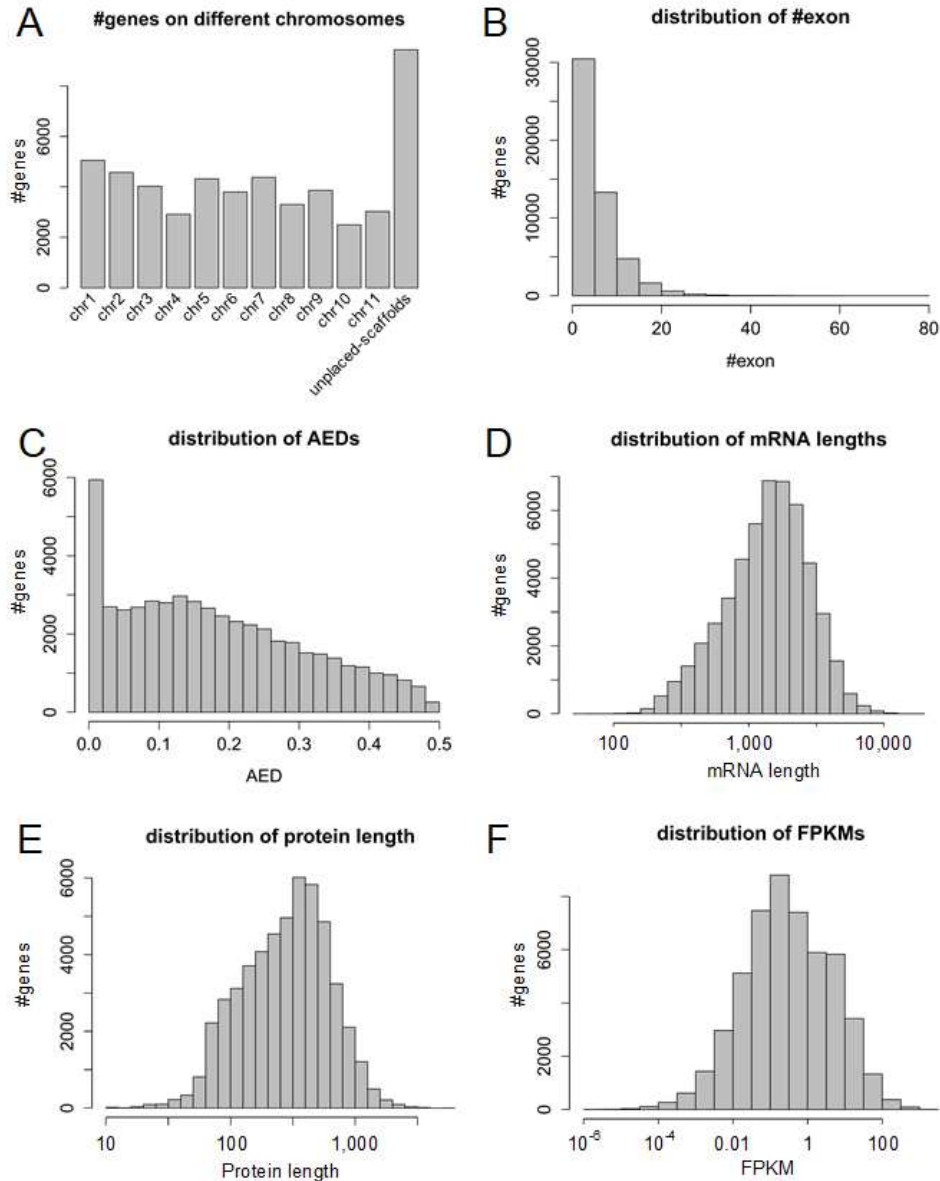 A
#genes on different chromosomes
#genes
0
2000
6000
chr1
chr2
chr3
chr4
chr5
chr6
chr7
chr8
chr9
chr10
chr11
unplaced-scaffolds
B
distribution of #exon
#genes
0
10000
20000
30000
0 20 40 60 80
#exon
C
distribution of AEDs
#genes
0
2000
4000
6000
0.0 0.1 0.2 0.3 0.4 0.5
AED
D
distribution of mRNA lengths
#genes
0
2000
4000
6000
100 1,000 10,000
mRNA length
E
distribution of protein length
#genes
0
2000
4000
6000
10 100 1,000
Protein length
F
distribution of FPKMs
#genes
0
2000
6000
10⁻⁶ 10⁻⁴ 0.01 1 100
FPKM